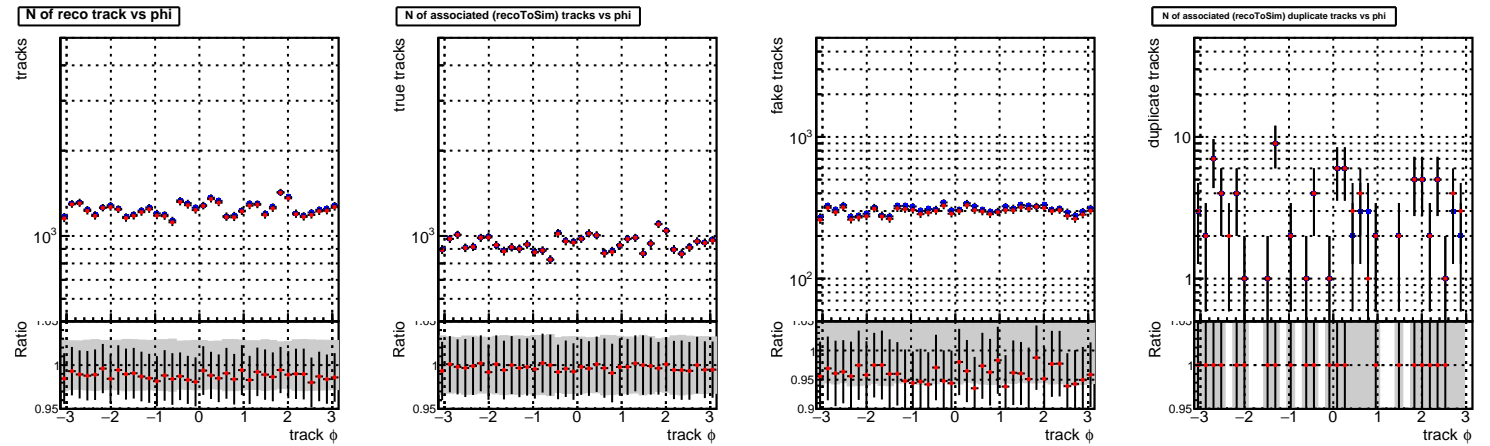 N of reco track vs phi
tracks
10³
Ratio
1
0.95
−3 −2 −1 0 1 2 3
track ϕ
N of associated (recoToSim) tracks vs phi
true tracks
10³
Ratio
1
0.95
−3 −2 −1 0 1 2 3
track ϕ
fake tracks
10³
10²
Ratio
1
0.95
0.9
−3 −2 −1 0 1 2 3
track ϕ
N of associated (recoToSim) duplicate tracks vs phi
duplicate tracks
10
1
Ratio
1
0.95
−3 −2 −1 0 1 2 3
track ϕ